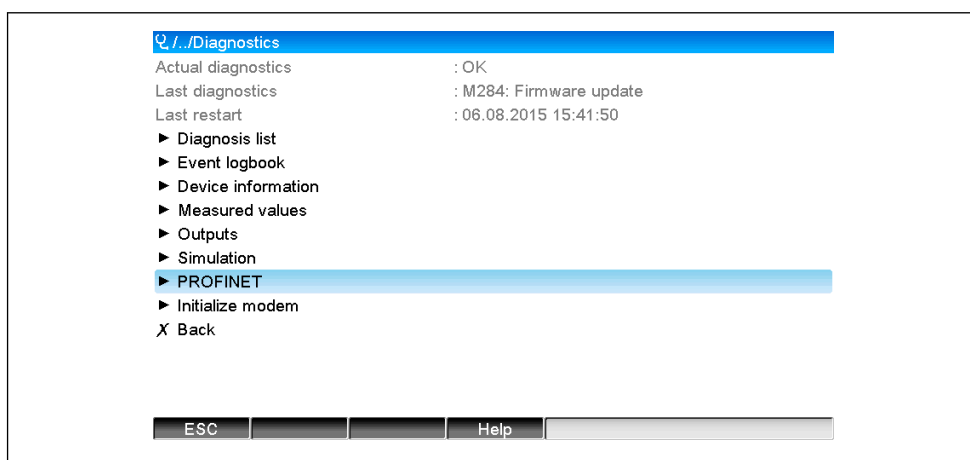 /../Diagnostics
Actual diagnostics : OK
Last diagnostics : M284: Firmware update
Last restart : 06.08.2015 15:41:50
► Diagnosis list
► Event logbook
► Device information
► Measured values
► Outputs
► Simulation
► PROFINET
► Initialize modem
X Back
ESC Help